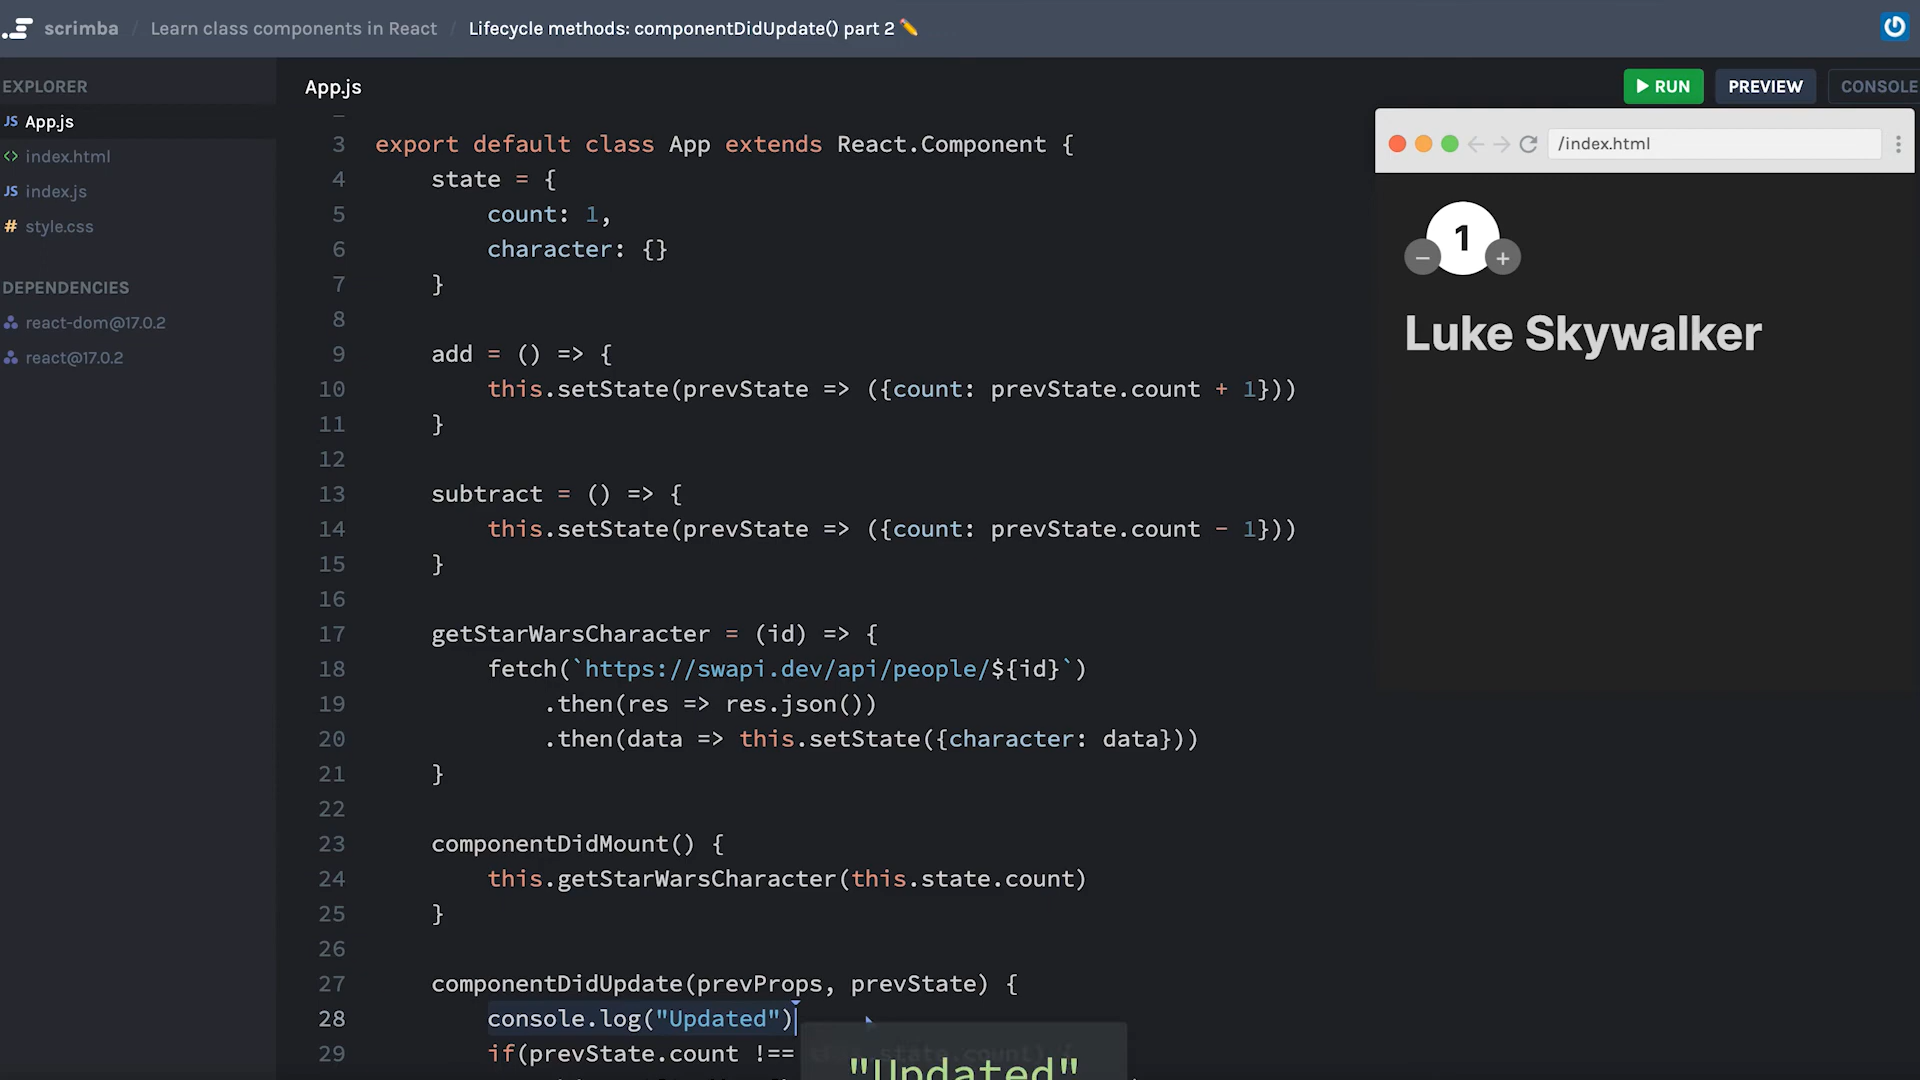 scrimba / Learn class components in React / Lifecycle methods: componentDidUpdate() part 2 ✏️
EXPLORER
App.js
index.html
index.js
style.css
DEPENDENCIES
react-dom@17.0.2
react@17.0.2
App.js
RUN
PREVIEW
CONSOLE
3 export default class App extends React.Component {
4 state = {
5 count: 1,
6 character: {}
7 }
8
9 add = () => {
10 this.setState(prevState => ({count: prevState.count + 1}))
11 }
12
13 subtract = () => {
14 this.setState(prevState => ({count: prevState.count - 1}))
15 }
16
17 getStarWarsCharacter = (id) => {
18 fetch(`https://swapi.dev/api/people/${id}`)
19 .then(res => res.json())
20 .then(data => this.setState({character: data}))
21 }
22
23 componentDidMount() {
24 this.getStarWarsCharacter(this.state.count)
25 }
26
27 componentDidUpdate(prevProps, prevState) {
28 console.log("Updated")
29 if(prevState.count !== this.state.count) {
"Updated"
/index.html
1
−
+
Luke Skywalker